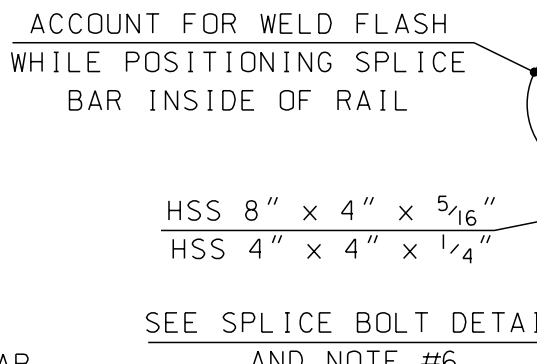 ACCOUNT FOR WELD FLASH
WHILE POSITIONING SPLICE
BAR INSIDE OF RAIL
HSS 8" x 4" x 5/16"
HSS 4" x 4" x 1/4"
SEE SPLICE BOLT
AND NOTE #6